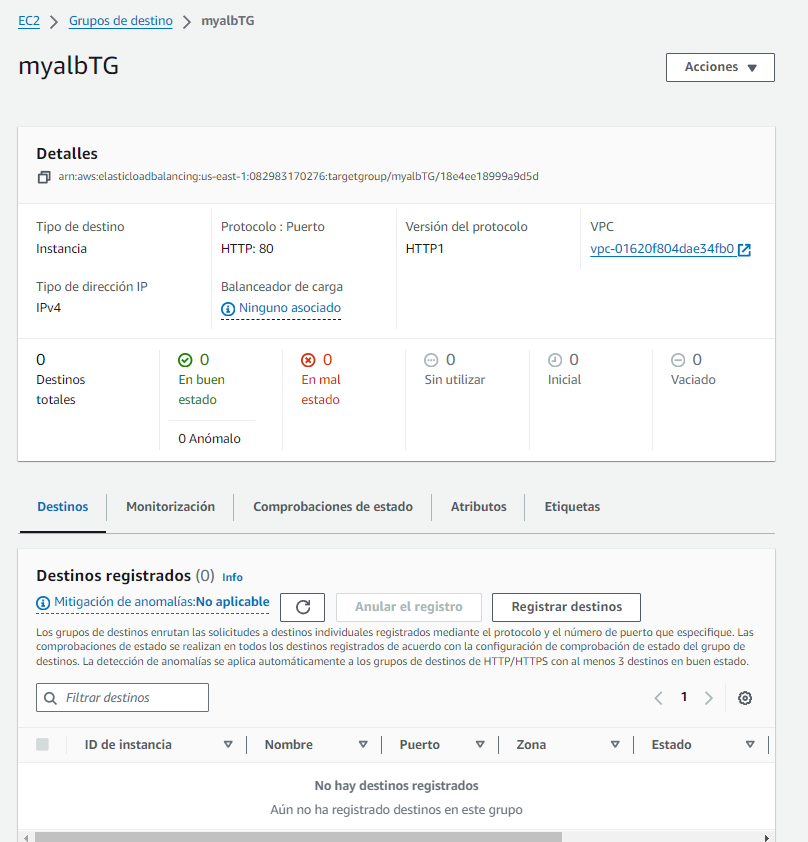 EC2 > Grupos de destino > myalbTG
myalbTG
Acciones
Detalles
arn:aws:elasticloadbalancing:us-east-1:082983170276:targetgroup/myalbTG/18e4ee18999a9d5d
Tipo de destino
Instancia
Protocolo : Puerto
HTTP: 80
Versión del protocolo
HTTP1
VPC
vpc-01620f804dae34fb0
Tipo de dirección IP
IPv4
Balanceador de carga
Ninguno asociado
0
Destinos
totales
0
En buen
estado
0 Anómalo
0
En mal
estado
0
Sin utilizar
0
Inicial
0
Vaciado
Destinos
Monitorización
Comprobaciones de estado
Atributos
Etiquetas
Destinos registrados (0) Info
Mitigación de anomalías:No aplicable
Anular el registro
Registrar destinos
Los grupos de destinos enrutan las solicitudes a destinos individuales registrados mediante el protocolo y el número de puerto que especifique. Las
comprobaciones de estado se realizan en todos los destinos registrados de acuerdo con la configuración de comprobación de estado del grupo de
destinos. La detección de anomalías se aplica automáticamente a los grupos de destinos de HTTP/HTTPS con al menos 3 destinos en buen estado.
Filtrar destinos
1
ID de instancia
Nombre
Puerto
Zona
Estado
No hay destinos registrados
Aún no ha registrado destinos en este grupo